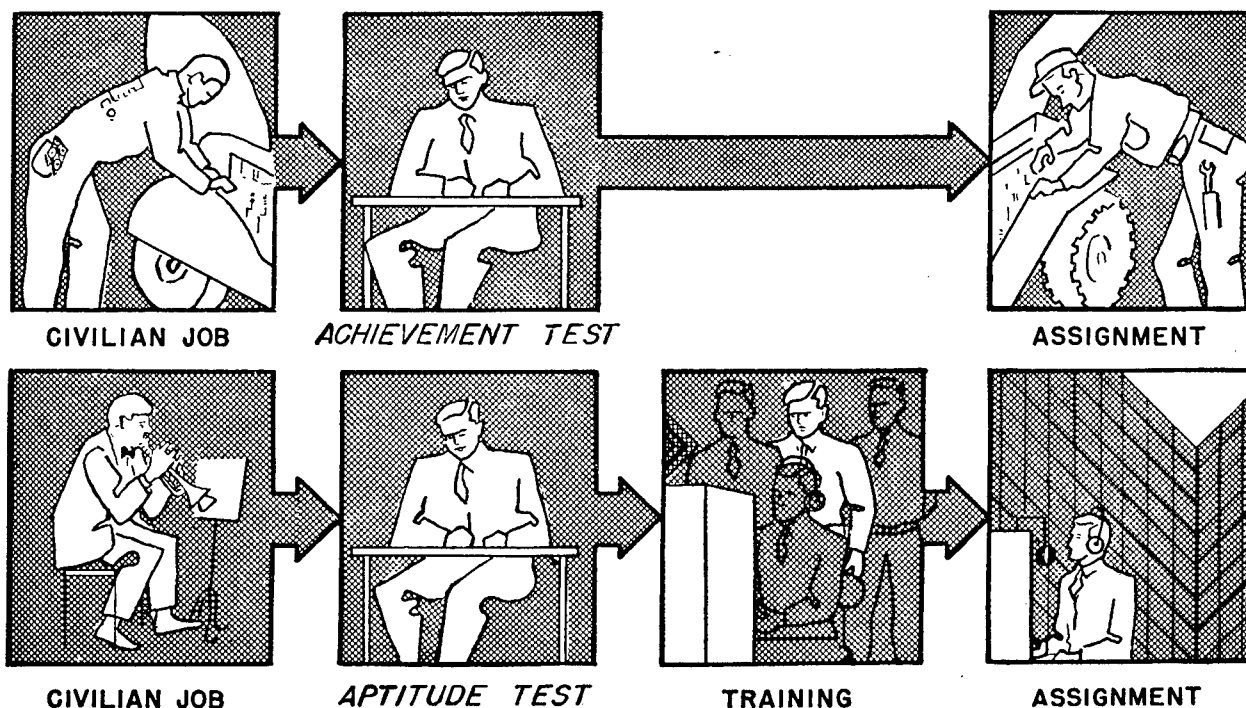 CIVILIAN JOB ACHIEVEMENT TEST ASSIGNMENT
CIVILIAN JOB APTITUDE TEST TRAINING ASSIGNMENT